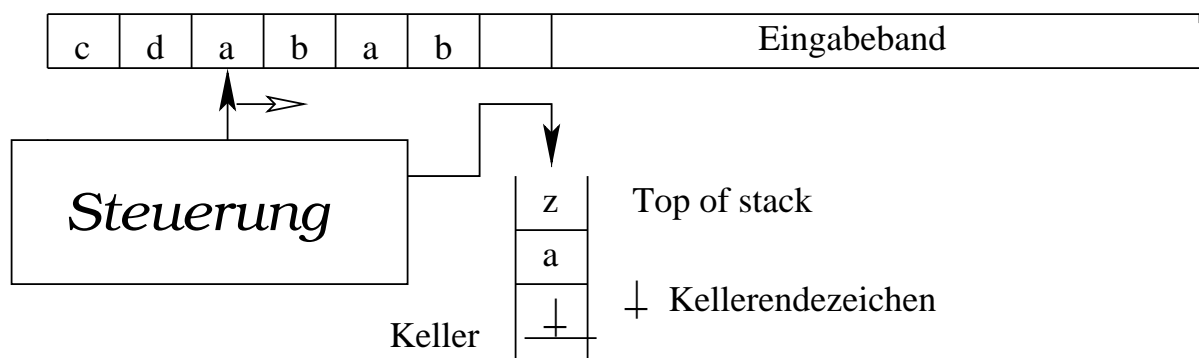 c d a b a b Eingabeband
Steuerung
z Top of stack
a
⊥ Kellerendezeichen
Keller ⊥